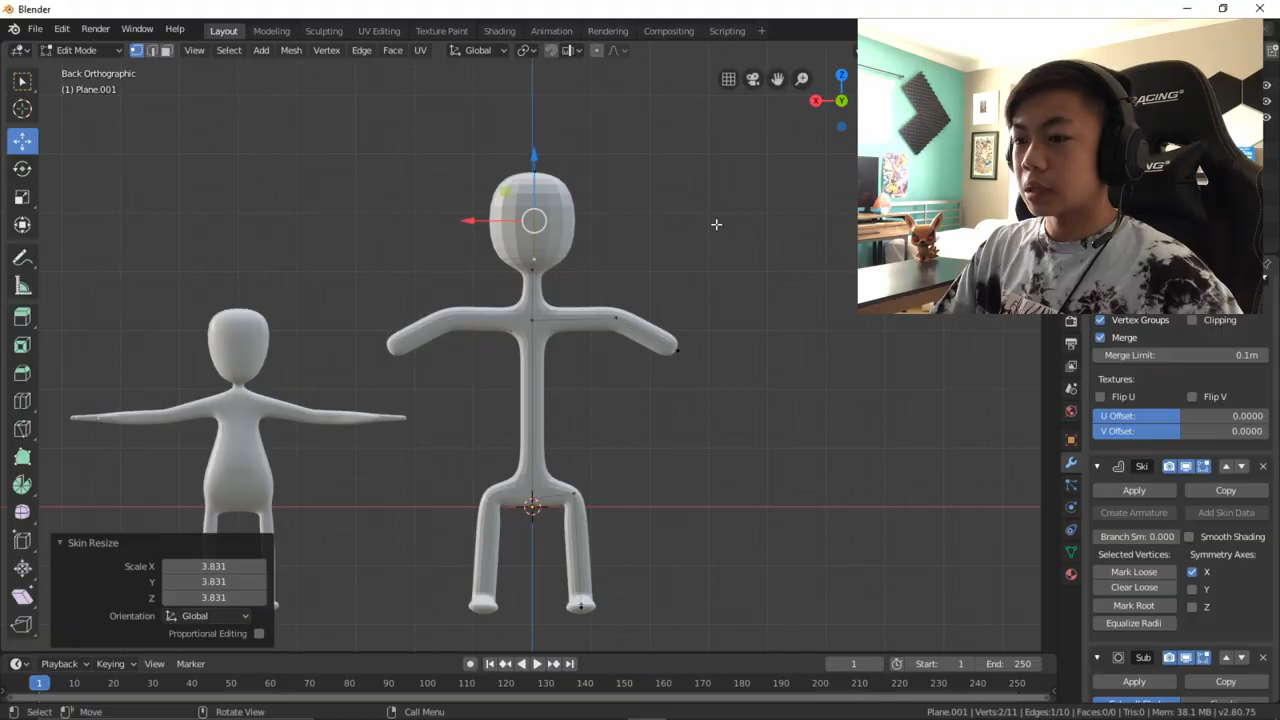 Blender
File Edit Render Window Help Layout Modeling Sculpting UV Editing Texture Paint Shading Animation Rendering Compositing Scripting +
Edit Mode View Select Add Mesh Vertex Edge Face UV Global
Back Orthographic
(1) Plane.001
Z
X Y
RACING
Vertex Groups Clipping
Merge
Merge Limit: 0.1m
Textures:
Flip U Flip V
U Offset: 0.0000
V Offset: 0.0000
Ski
Apply Copy
Create Armature Add Skin Data
Branch Sm: 0.000 Smooth Shading
Selected Vertices: Symmetry Axes:
Mark Loose X
Clear Loose Y
Mark Root Z
Equalize Radii
Sub
Apply Copy
Skin Resize
Scale X 3.831
Y 3.831
Z 3.831
Orientation Global
Proportional Editing
Playback Keying View Marker 1 Start: 1 End: 250
1 10 20 30 40 50 60 70 80 90 100 110 120 130 140 150 160 170 180 190 200 210 220 230 240 250
Select Move Rotate View Call Menu Plane.001 | Verts:2/11 | Edges:1/10 | Faces:0/0 | Tris:0 | Mem: 38.1 MB | v2.80.75